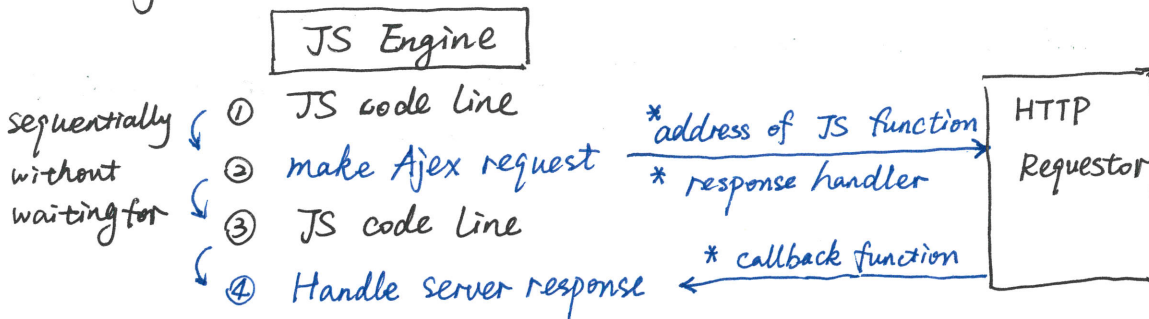 JS Engine
sequentially
without
waiting for
① JS code line
② make Ajex request
③ JS code line
④ Handle server response
* address of JS function
* response handler
* callback function
HTTP
Requestor